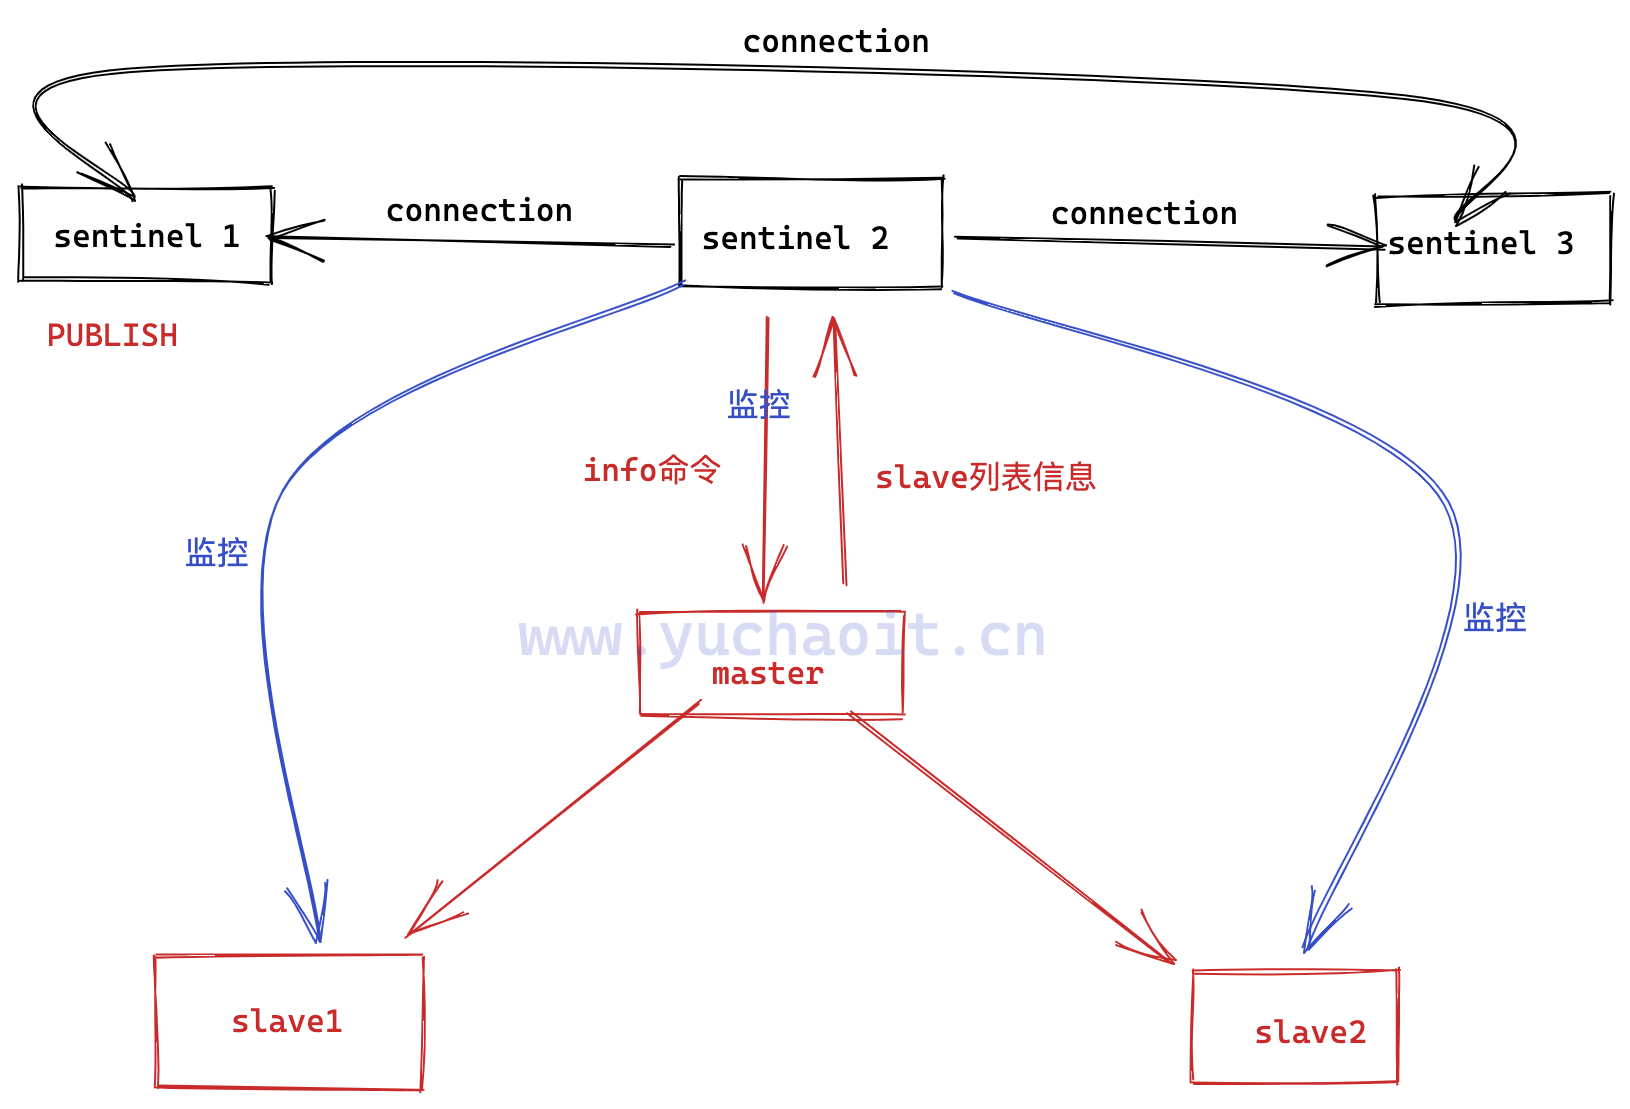 connection
connection
connection
sentinel 1
sentinel 2
sentinel 3
PUBLISH
监控
info命令
slave列表信息
监控
监控
www.yuchaoit.cn
master
slave1
slave2